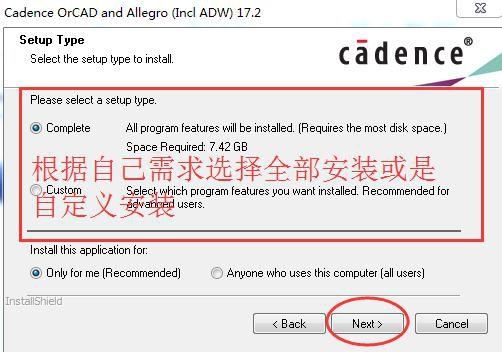 Cadence OrCAD and Allegro (Incl ADW) 17.2
Setup Type
Select the setup type to install.
cādence®
Please select a setup type.
Complete
All program features will be installed. (Requires the most disk space.)
Space Required: 7.42 GB
根据自己需求选择全部安装或是
自定义安装
Custom
Select which program features you want installed. Recommended for
advanced users.
Install this application for:
Only for me (Recommended)
Anyone who uses this computer (all users)
InstallShield
< Back
Next >
Cancel